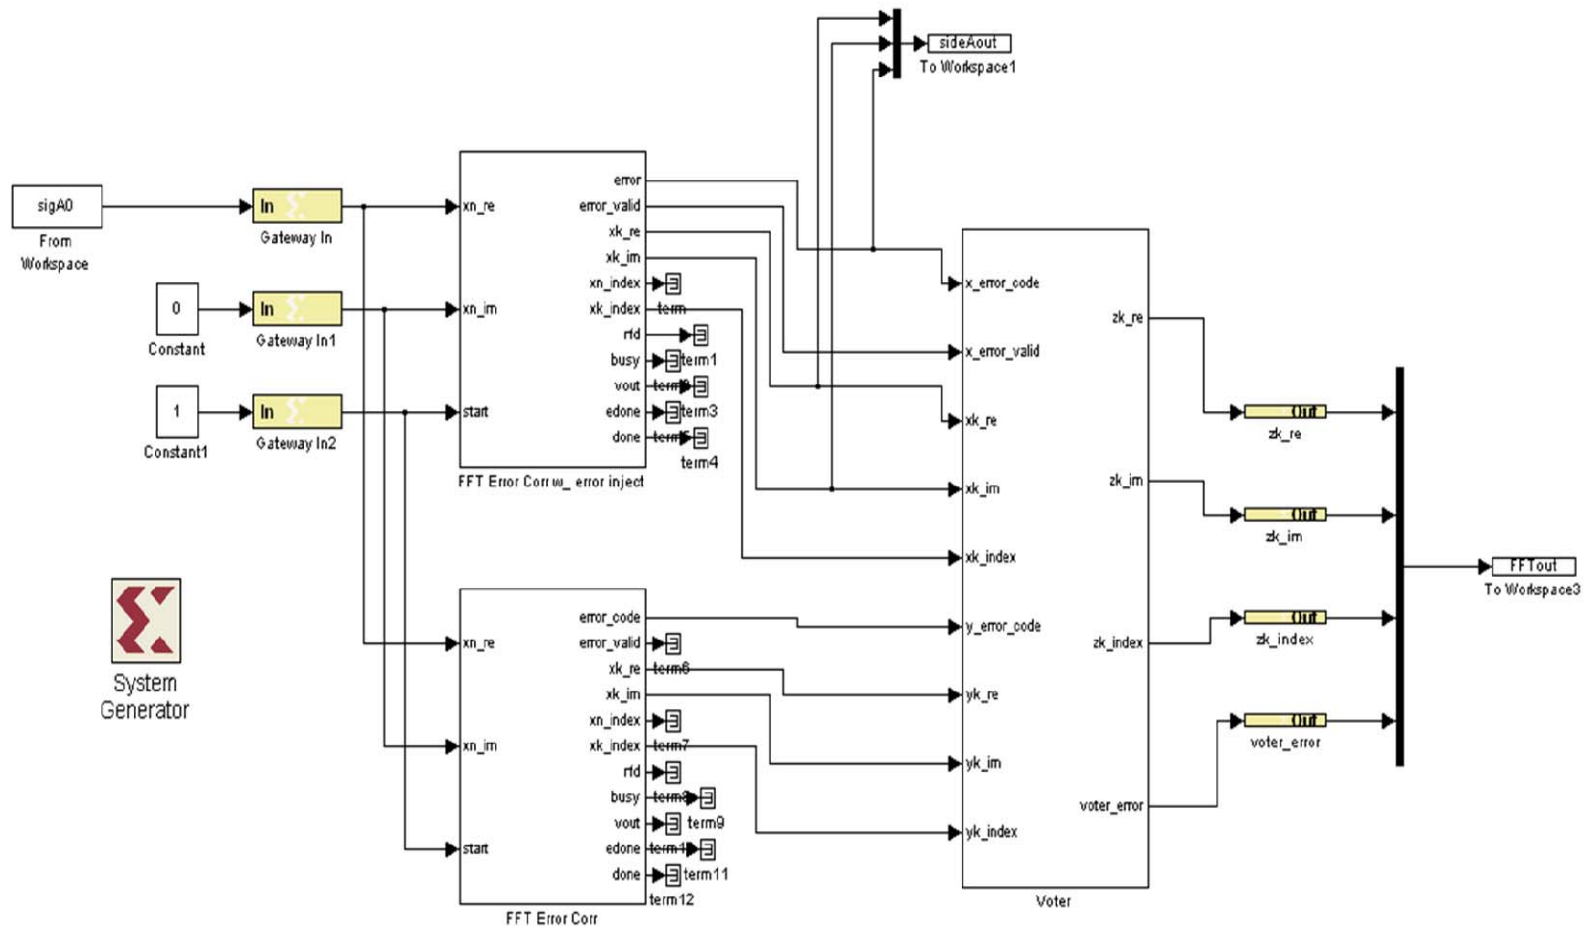 sideAout
To Workspace1
sigA0
From
Workspace
In
Gateway In
0
Constant
In
Gateway In1
1
Constant1
In
Gateway In2
xn_re
xn_im
start
error
error_valid
xk_re
xk_im
xn_index
xk_index
rfd
busy
vout
edone
done
term
term1
term3
term4
FFT Error Corr w_ error inject
System
Generator
xn_re
xn_im
start
error_code
error_valid
xk_re
xk_im
xn_index
xk_index
rfd
busy
vout
edone
done
term6
term7
term9
term11
term12
FFT Error Corr
x_error_code
x_error_valid
xk_re
xk_im
xk_index
y_error_code
yk_re
yk_im
yk_index
zk_re
zk_im
zk_index
voter_error
Voter
Out
zk_re
Out
zk_im
Out
zk_index
Out
voter_error
FFTout
To Workspace3